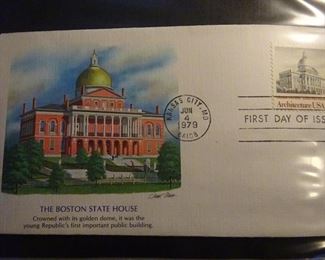 KANSAS CITY, MO
JUN
4
1979
64108
Architecture USA
FIRST DAY OF ISS
THE BOSTON STATE HOUSE
Crowned with its golden dome, it was the
young Republic's first important public building.